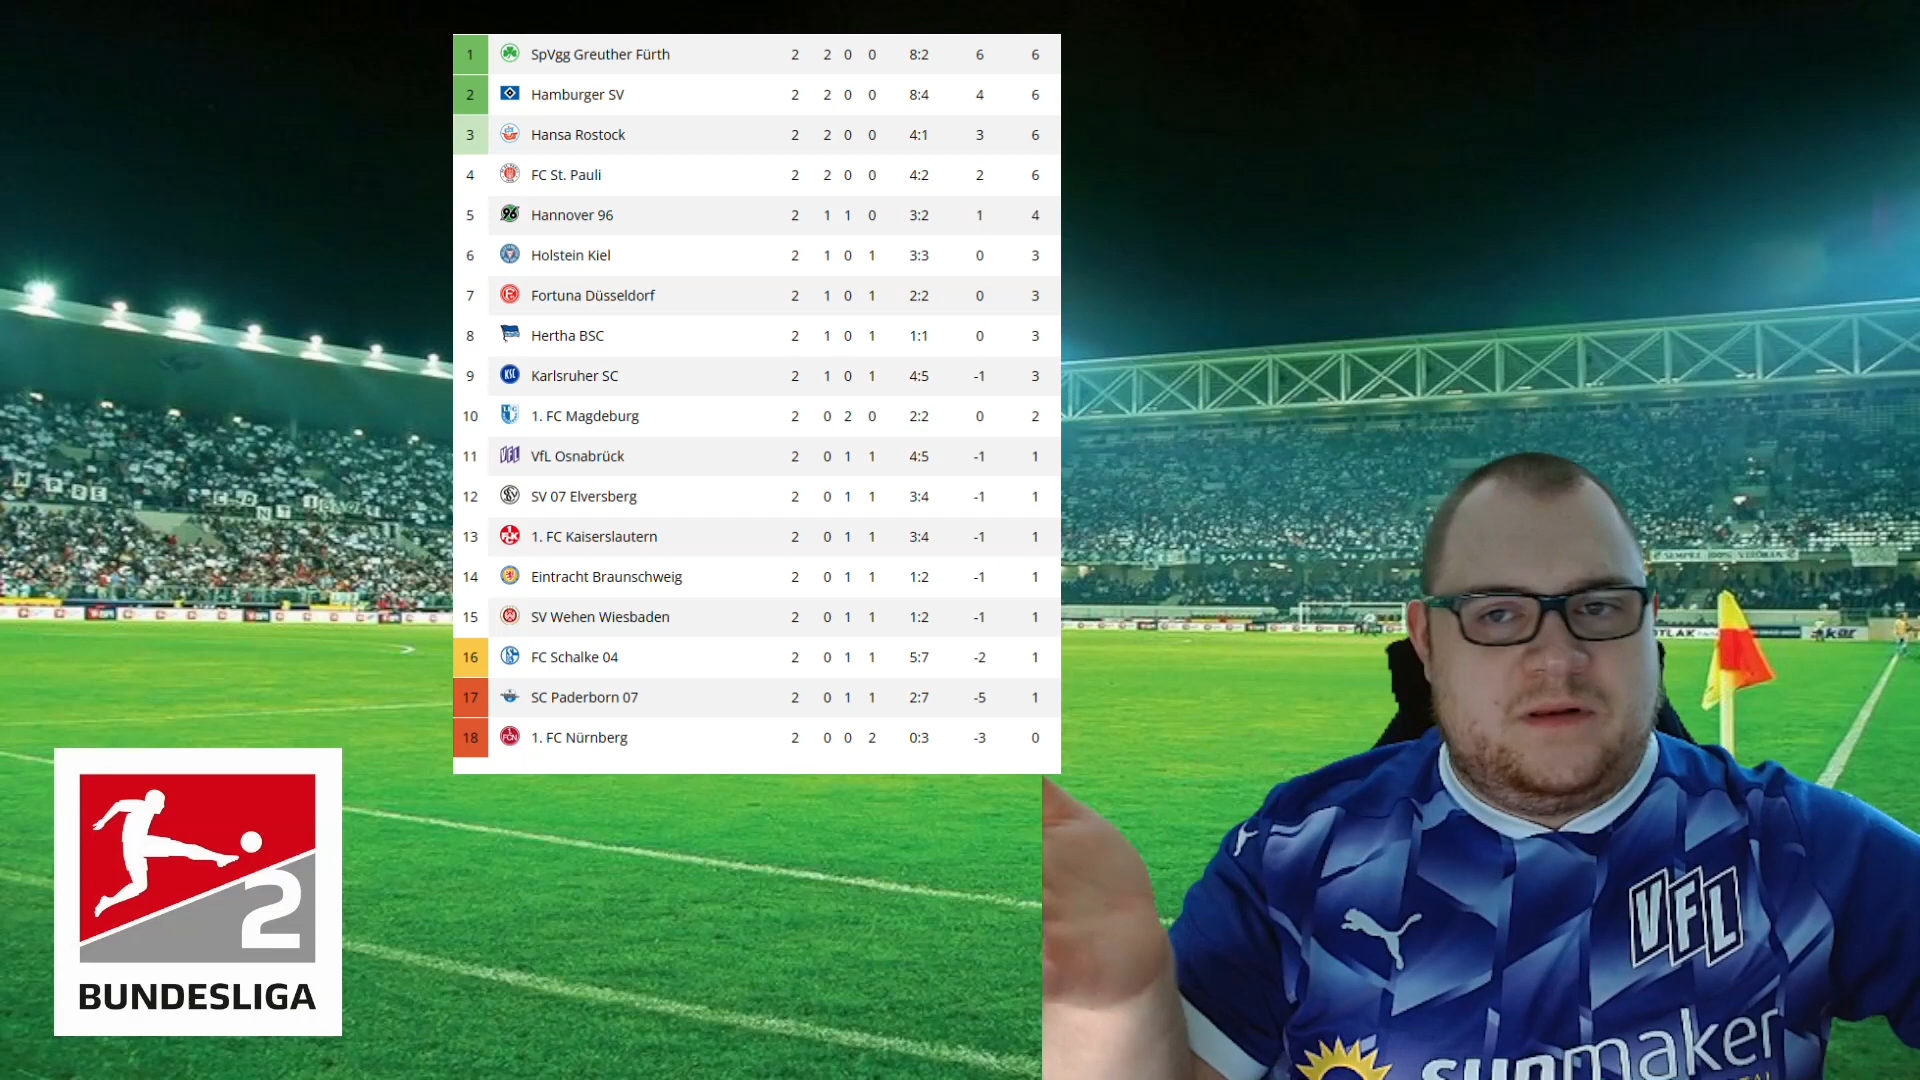 1 SpVgg Greuther Fürth 2 2 0 0 8:2 6 6
2 Hamburger SV 2 2 0 0 8:4 4 6
3 Hansa Rostock 2 2 0 0 4:1 3 6
4 FC St. Pauli 2 2 0 0 4:2 2 6
5 Hannover 96 2 1 1 0 3:2 1 4
6 Holstein Kiel 2 1 0 1 3:3 0 3
7 Fortuna Düsseldorf 2 1 0 1 2:2 0 3
8 Hertha BSC 2 1 0 1 1:1 0 3
9 Karlsruher SC 2 1 0 1 4:5 -1 3
10 1. FC Magdeburg 2 0 2 0 2:2 0 2
11 VfL Osnabrück 2 0 1 1 4:5 -1 1
12 SV 07 Elversberg 2 0 1 1 3:4 -1 1
13 1. FC Kaiserslautern 2 0 1 1 3:4 -1 1
14 Eintracht Braunschweig 2 0 1 1 1:2 -1 1
15 SV Wehen Wiesbaden 2 0 1 1 1:2 -1 1
16 FC Schalke 04 2 0 1 1 5:7 -2 1
17 SC Paderborn 07 2 0 1 1 2:7 -5 1
18 1. FC Nürnberg 2 0 0 2 0:3 -3 0
96
KSC
VFL
2
BUNDESLIGA
VFL
sunmaker